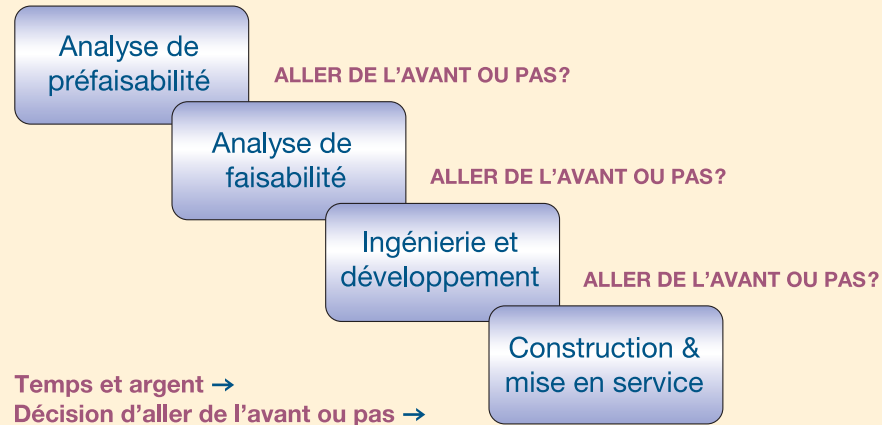 Analyse de
préfaisabilité
ALLER DE L'AVANT OU PAS?
Analyse de
faisabilité
ALLER DE L'AVANT OU PAS?
Ingénierie et
développement
ALLER DE L'AVANT OU PAS?
Construction &
mise en service
Temps et argent →
Décision d'aller de l'avant ou pas →